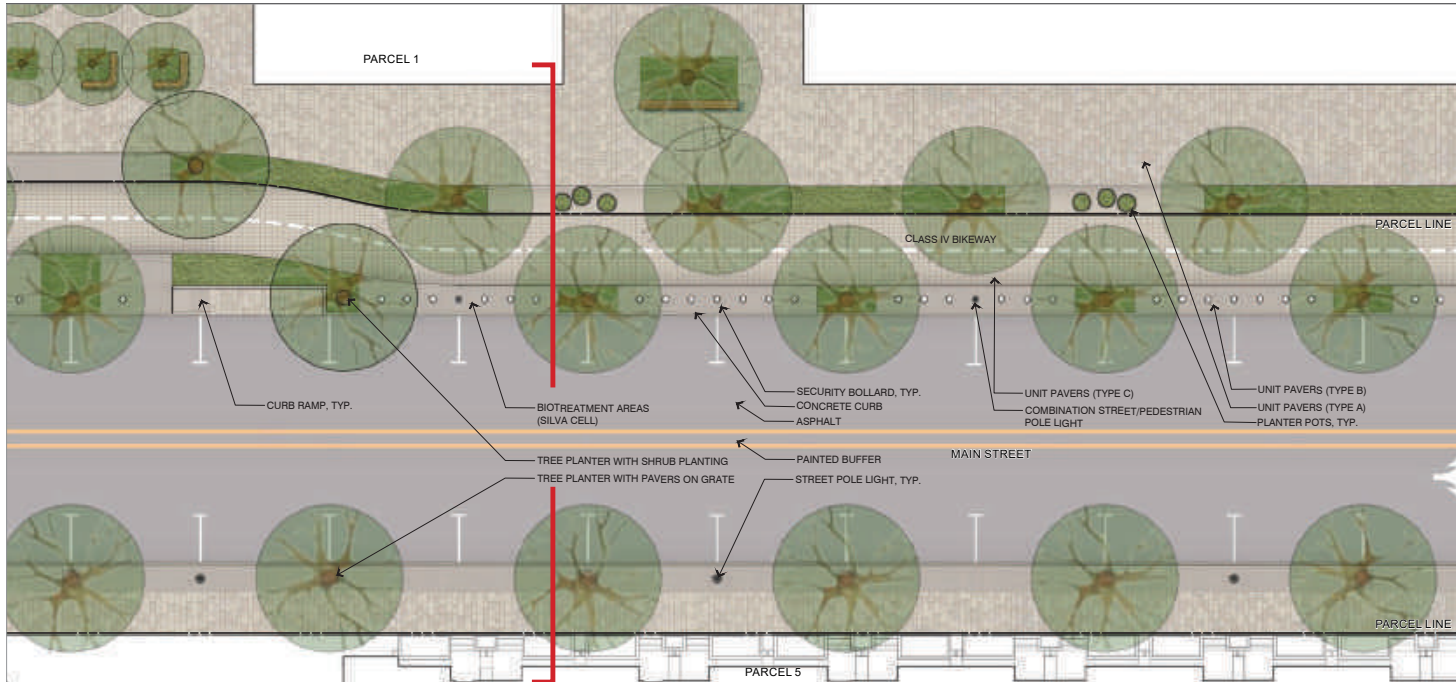 PARCEL 1
PARCEL LINE
CLASS IV BIKEWAY
CURB RAMP, TYP.
BIOTREATMENT AREAS
(SILVA CELL)
SECURITY BOLLARD, TYP.
CONCRETE CURB
ASPHALT
UNIT PAVERS (TYPE C)
COMBINATION STREET/PEDESTRIAN
POLE LIGHT
UNIT PAVERS (TYPE B)
UNIT PAVERS (TYPE A)
PLANTER POTS, TYP.
TREE PLANTER WITH SHRUB PLANTING
TREE PLANTER WITH PAVERS ON GRATE
PAINTED BUFFER
STREET POLE LIGHT, TYP.
MAIN STREET
PARCEL LINE
PARCEL 5